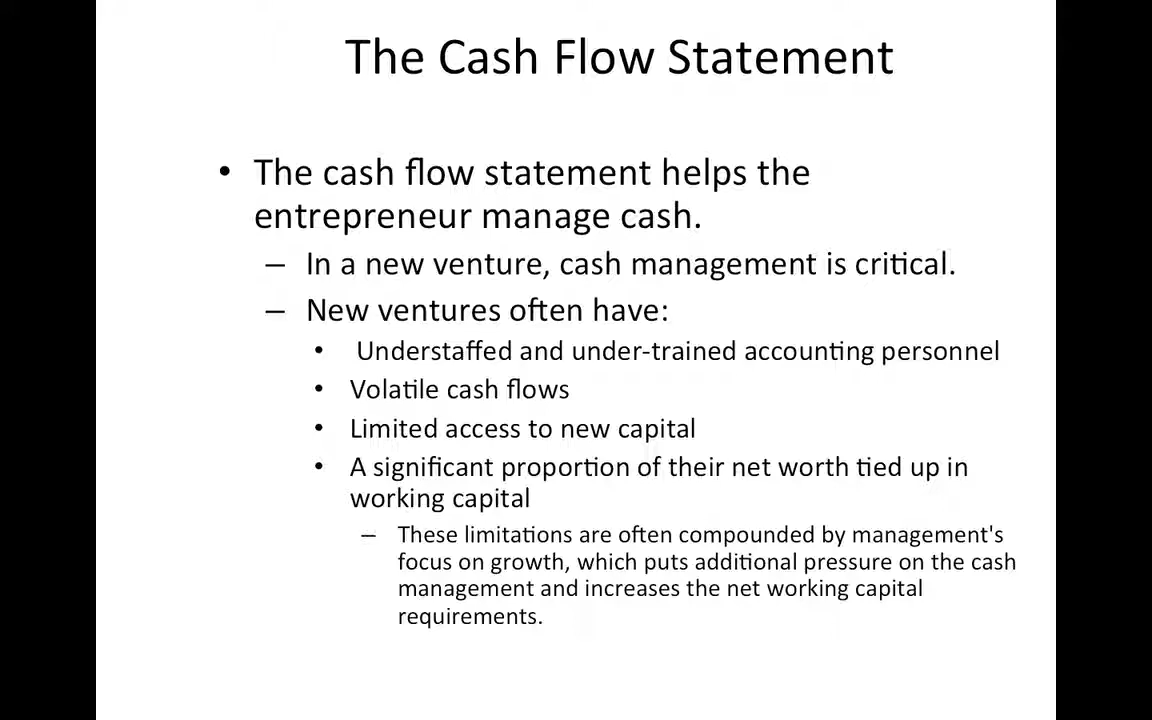 The Cash Flow Statement
• The cash flow statement helps the
entrepreneur manage cash.
– In a new venture, cash management is critical.
– New ventures often have:
• Understaffed and under-trained accounting personnel
• Volatile cash flows
• Limited access to new capital
• A significant proportion of their net worth tied up in
working capital
– These limitations are often compounded by management's
focus on growth, which puts additional pressure on the cash
management and increases the net working capital
requirements.